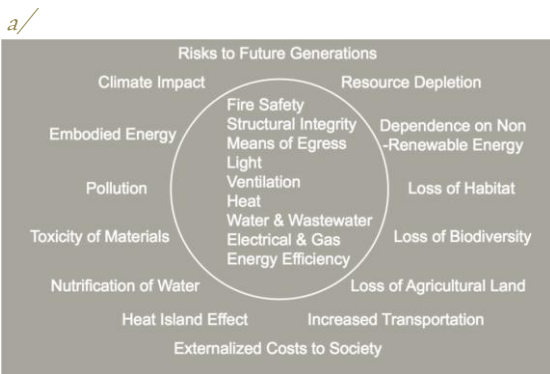 a/
Risks to Future Generations
Climate Impact
Resource Depletion
Fire Safety
Structural Integrity
Means of Egress
Light
Ventilation
Heat
Water & Wastewater
Electrical & Gas
Energy Efficiency
Embodied Energy
Dependence on Non
-Renewable Energy
Pollution
Loss of Habitat
Toxicity of Materials
Loss of Biodiversity
Nutrification of Water
Loss of Agricultural Land
Heat Island Effect
Increased Transportation
Externalized Costs to Society